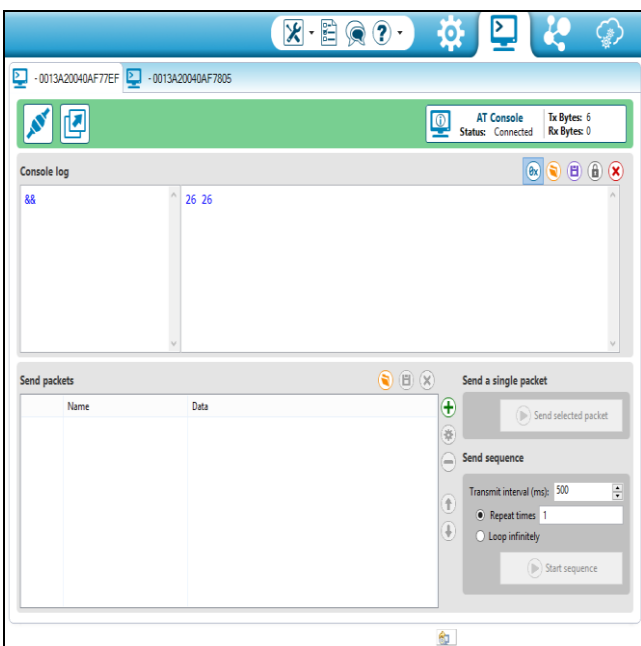 - 0013A20040AF77EF - 0013A20040AF7805
AT Console Tx Bytes: 6
Status: Connected Rx Bytes: 0
Console log
0x
&& 26 26
Send packets Send a single packet
Name Data
Send selected packet
Send sequence
Transmit interval (ms): 500
Repeat times 1
Loop infinitely
Start sequence